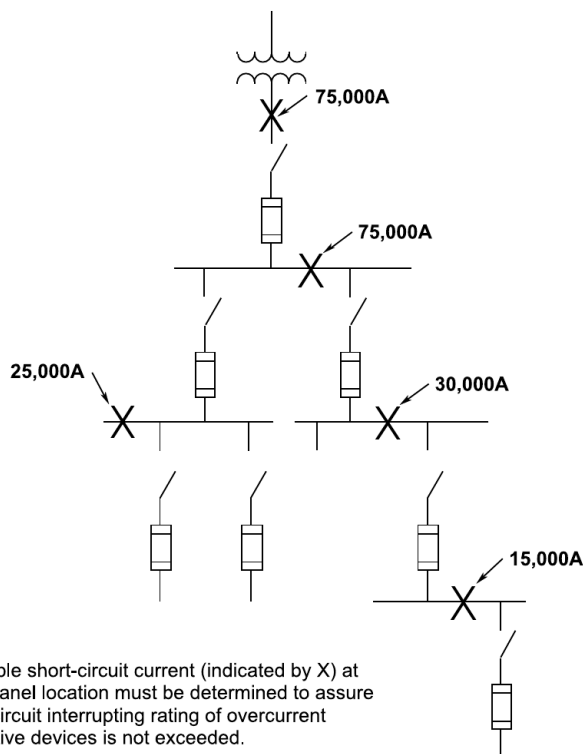 75,000A
75,000A
25,000A
30,000A
15,000A
short-circuit current (indicated by X) at
location must be determined to assure
interrupting rating of overcurrent
devices is not exceeded.